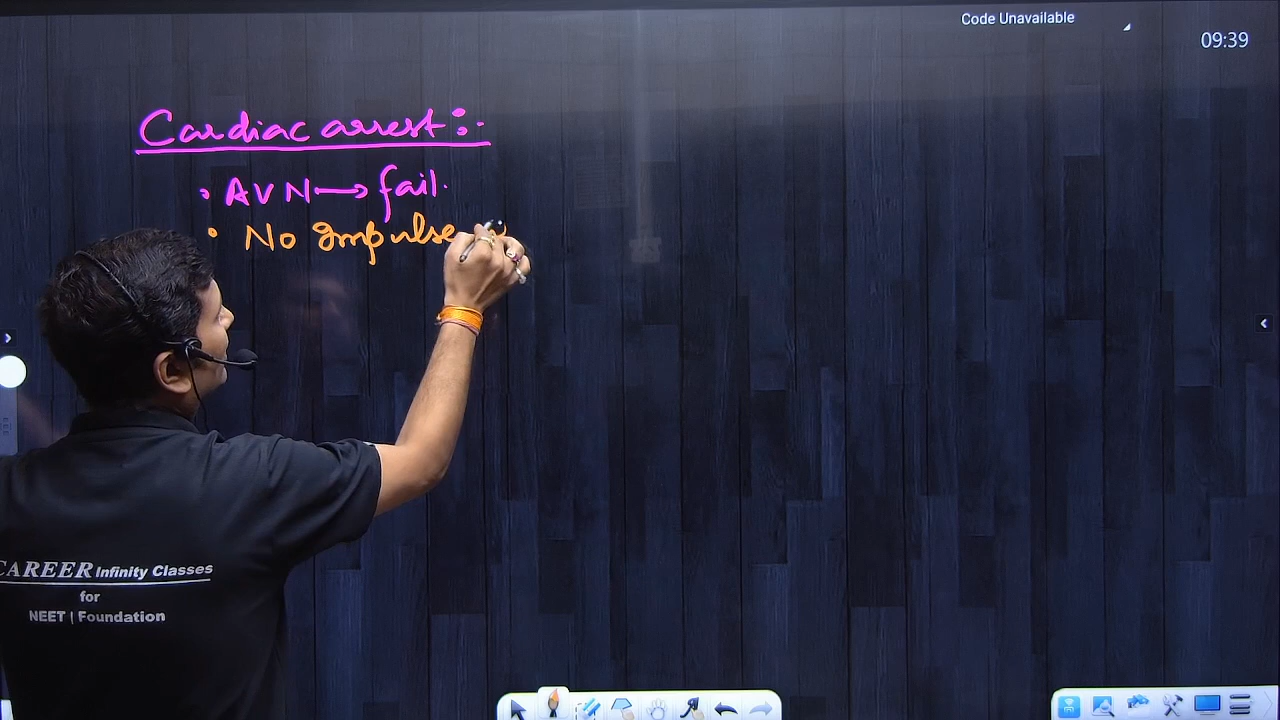 Code Unavailable
09:39
Cardiac arrest :-
• AVN → fail.
• No Impulse
CAREER Infinity Classes
for
NEET | Foundation